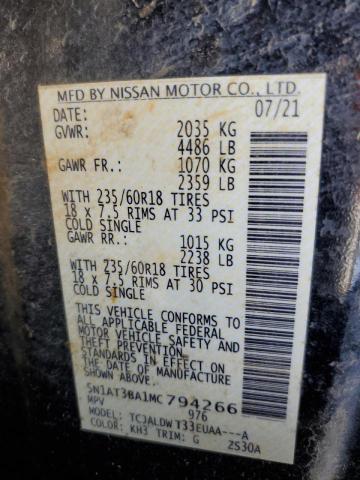 MFD BY NISSAN MOTOR CO., LTD.
DATE: 07/21
GVWR: 2035 KG
4486 LB
GAWR FR.: 1070 KG
2359 LB
WITH 235/60R18 TIRES
18 x 7.5 RIMS AT 33 PSI
COLD SINGLE
GAWR RR.: 1015 KG
2238 LB
WITH 235/60R18 TIRES
18 x 7.5 RIMS AT 30 PSI
COLD SINGLE
THIS VEHICLE CONFORMS TO
ALL APPLICABLE FEDERAL
MOTOR VEHICLE SAFETY AND
THEFT PREVENTION
STANDARDS IN EFFECT ON THE
DATE OF MANUFACTURE
SHOWN ABOVE.
5N1AT3BA1MC 794266
MPV 976
MODEL: TCJALDW T33EUAA---A
COLOR: KH3 TRIM: G 2S30A